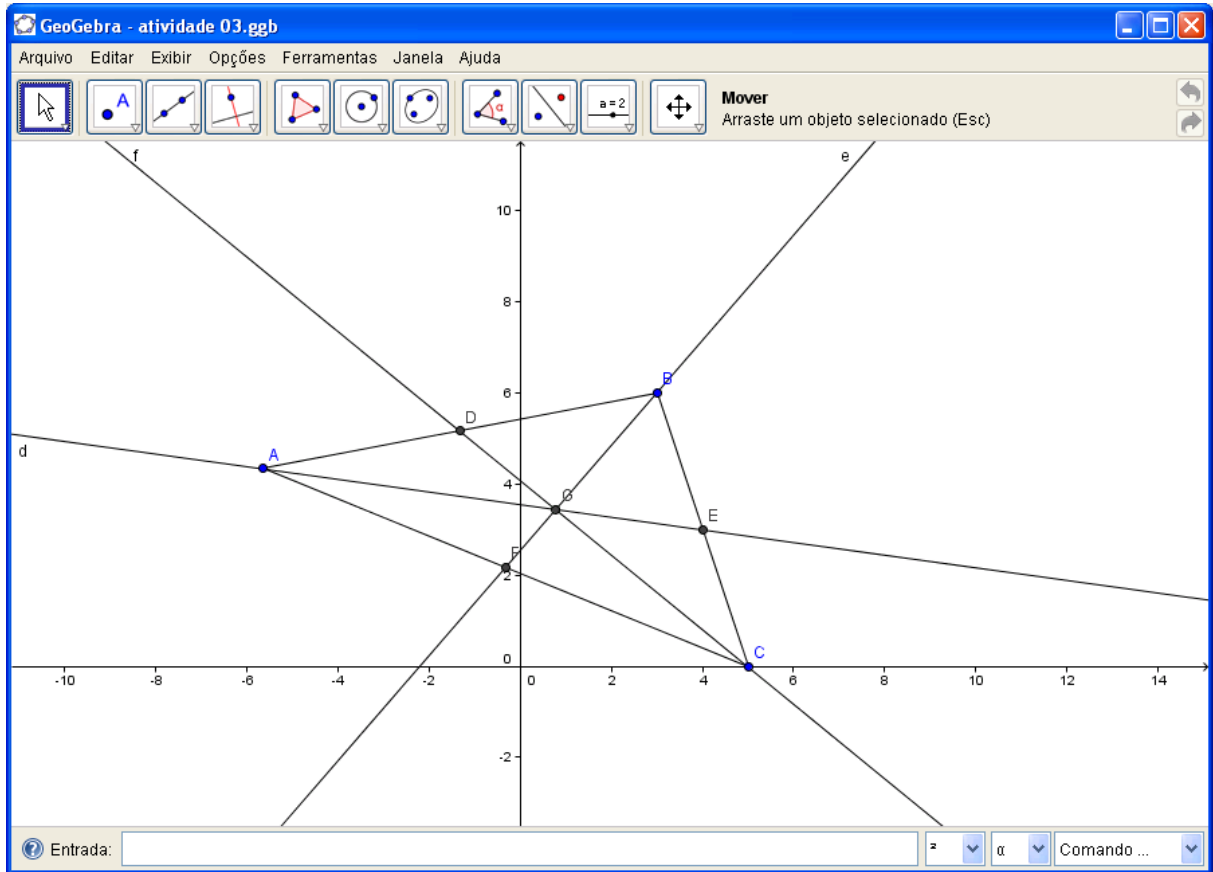 GeoGebra - atividade 03.ggb
Arquivo Editar Exibir Opções Ferramentas Janela Ajuda
A
α
a = 2
Mover
Arraste um objeto selecionado (Esc)
f
e
10
8
B
6
D
d
A
4
G
E
F
2
0
C
-10 -8 -6 -4 -2 0 2 4 6 8 10 12 14
-2
Entrada: ² α Comando ...